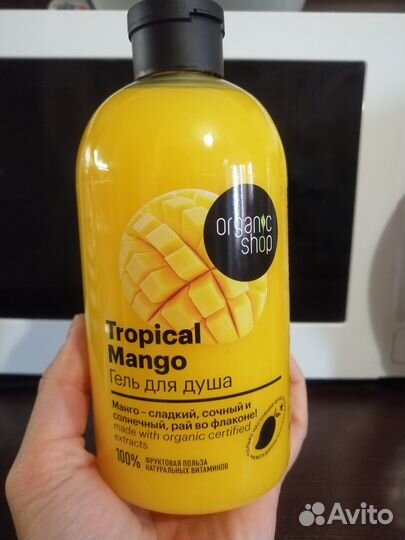 organic
shop
Tropical
Mango
Гель для душа
Манго – сладкий, сочный и
солнечный, рай во флаконе!
made with organic certified
extracts
100% ФРУКТОВАЯ ПОЛЬЗА
НАТУРАЛЬНЫХ ВИТАМИНОВ
Avito